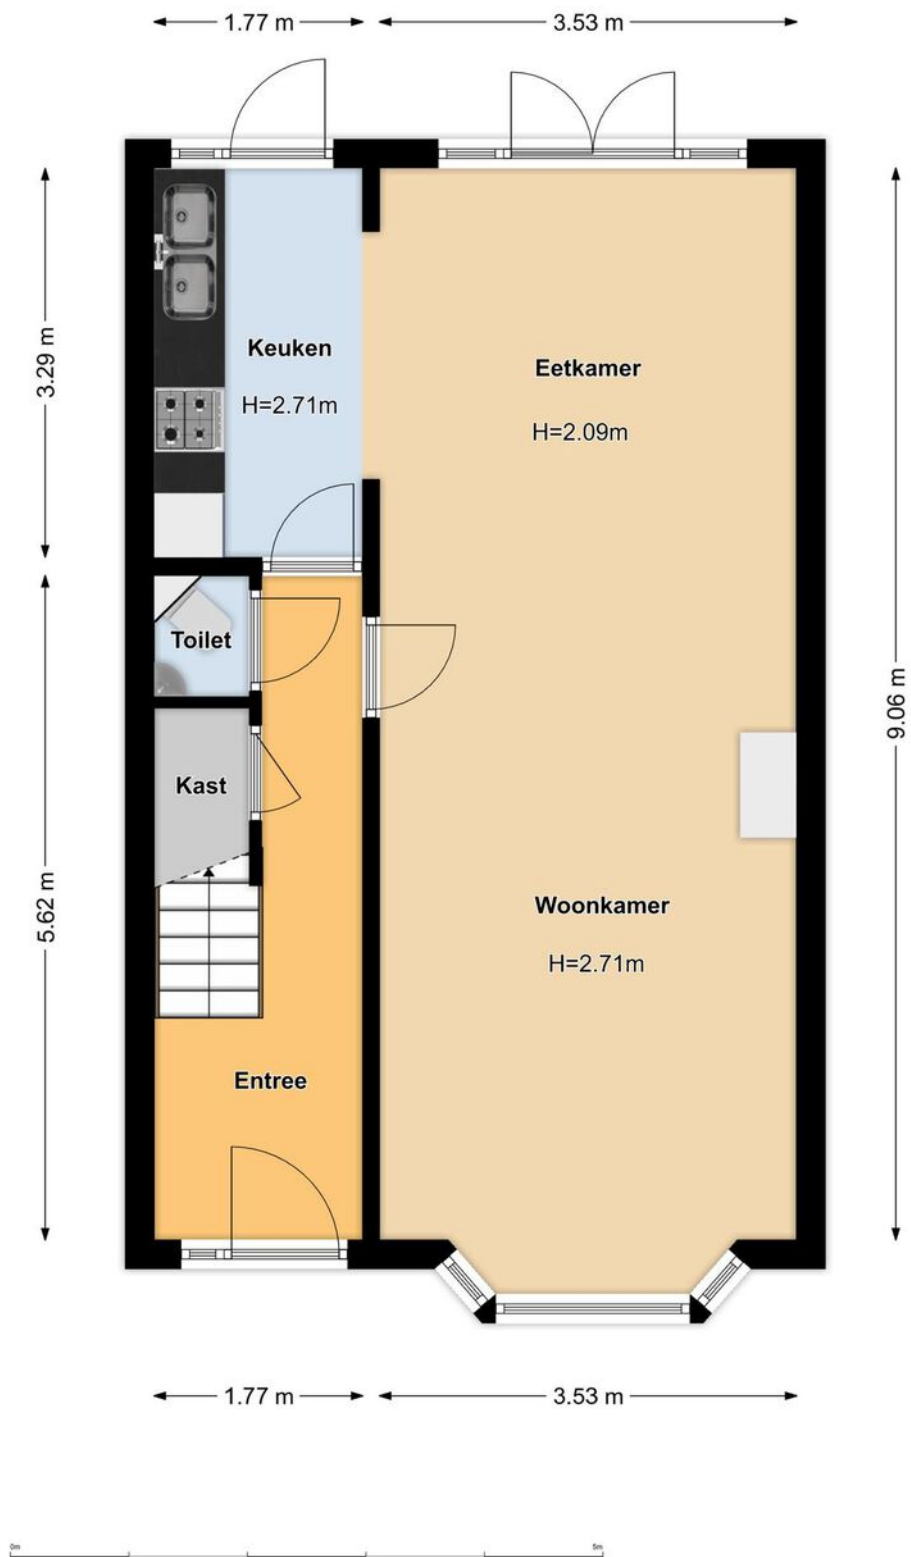 1.77 m
3.53 m
3.29 m
Keuken
H=2.71m
Eetkamer
H=2.09m
Toilet
9.06 m
Kast
5.62 m
Woonkamer
H=2.71m
Entree
1.77 m
3.53 m
0m
5m